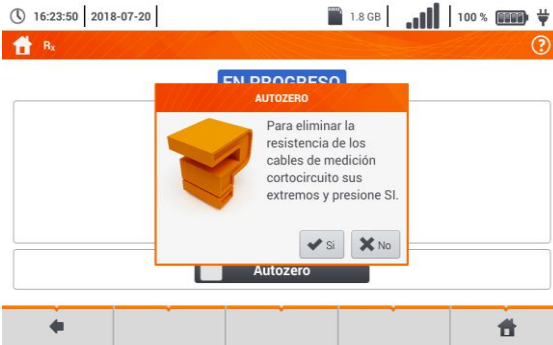 16:23:50 2018-07-20 1.8 GB 100 %
Rx
EN PROGRESO
AUTOZERO
Para eliminar la
resistencia de los
cables de medición
cortocircuito sus
extremos y presione SI.
Si No
Autozero